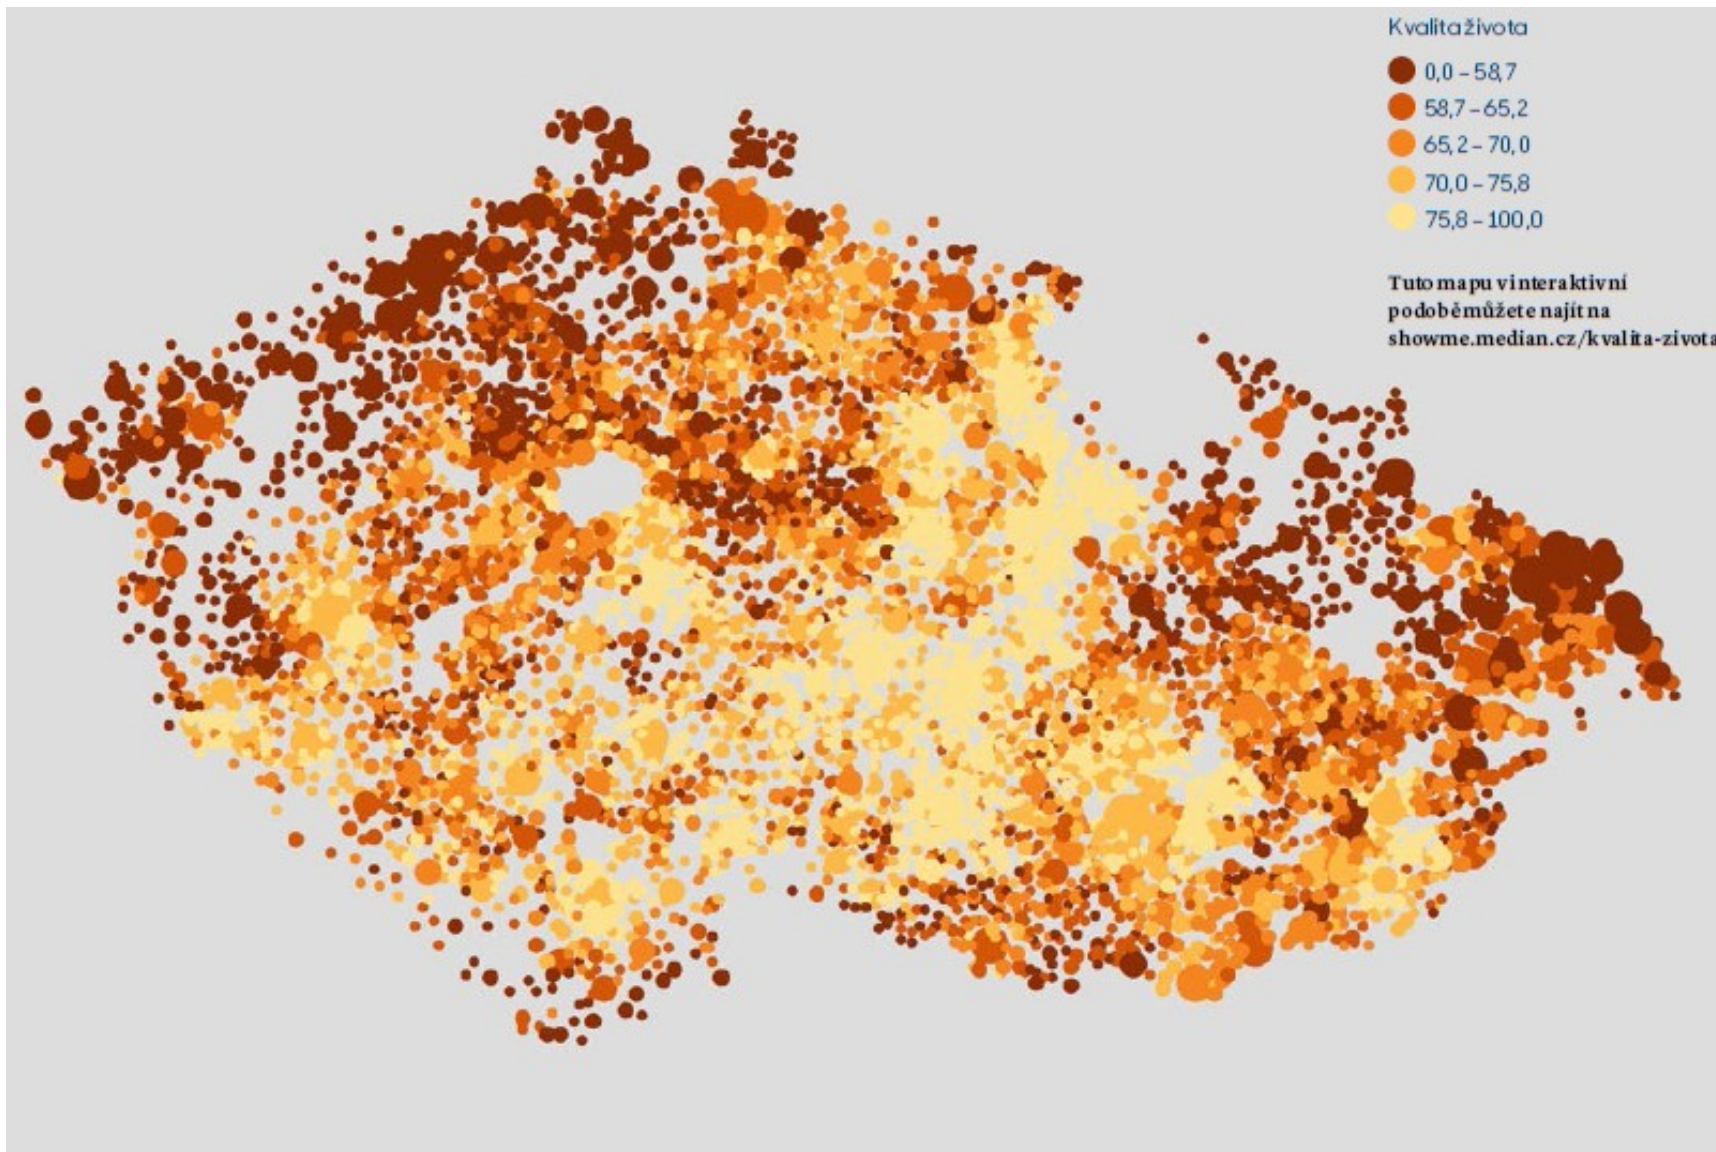 Kvalita života
0,0 – 58,7
58,7 – 65,2
65,2 – 70,0
70,0 – 75,8
75,8 – 100,0
Tuto mapu v interaktivní
podobě můžete najít na
showme.median.cz/kvalita-zivota